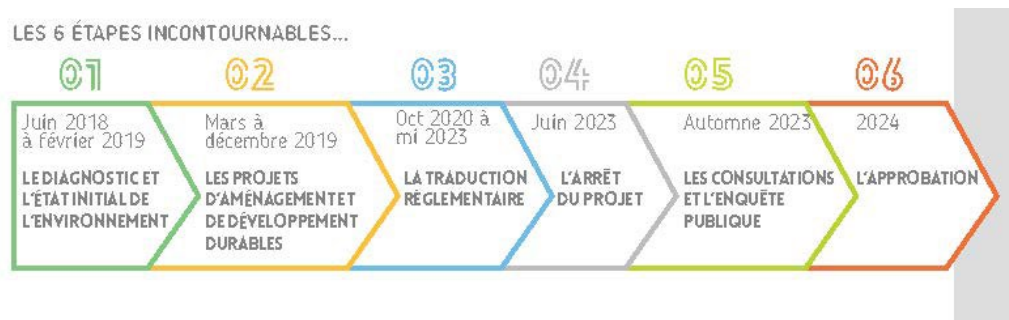 LES 6 ÉTAPES INCONTOURNABLES...
01
Juin 2018
à février 2019
LE DIAGNOSTIC ET
L'ÉTAT INITIAL DE
L'ENVIRONNEMENT
02
Mars à
décembre 2019
LES PROJETS
D'AMÉNAGEMENT ET
DE DÉVELOPPEMENT
DURABLES
03
Oct 2020 à
mi 2023
LA TRADUCTION
RÈGLEMENTAIRE
04
Juin 2023
L'ARRÊT
DU PROJET
05
Automne 2023
LES CONSULTATIONS
ET L'ENQUÊTE
PUBLIQUE
06
2024
L'APPROBATION